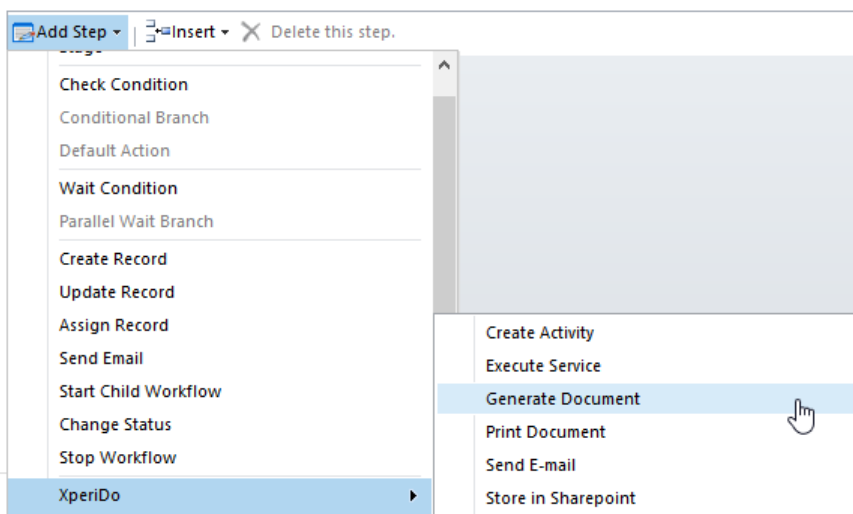 Add Step Insert Delete this step.
Check Condition
Conditional Branch
Default Action
Wait Condition
Parallel Wait Branch
Create Record
Update Record
Assign Record
Send Email
Start Child Workflow
Change Status
Stop Workflow
XperiDo
Create Activity
Execute Service
Generate Document
Print Document
Send E-mail
Store in Sharepoint